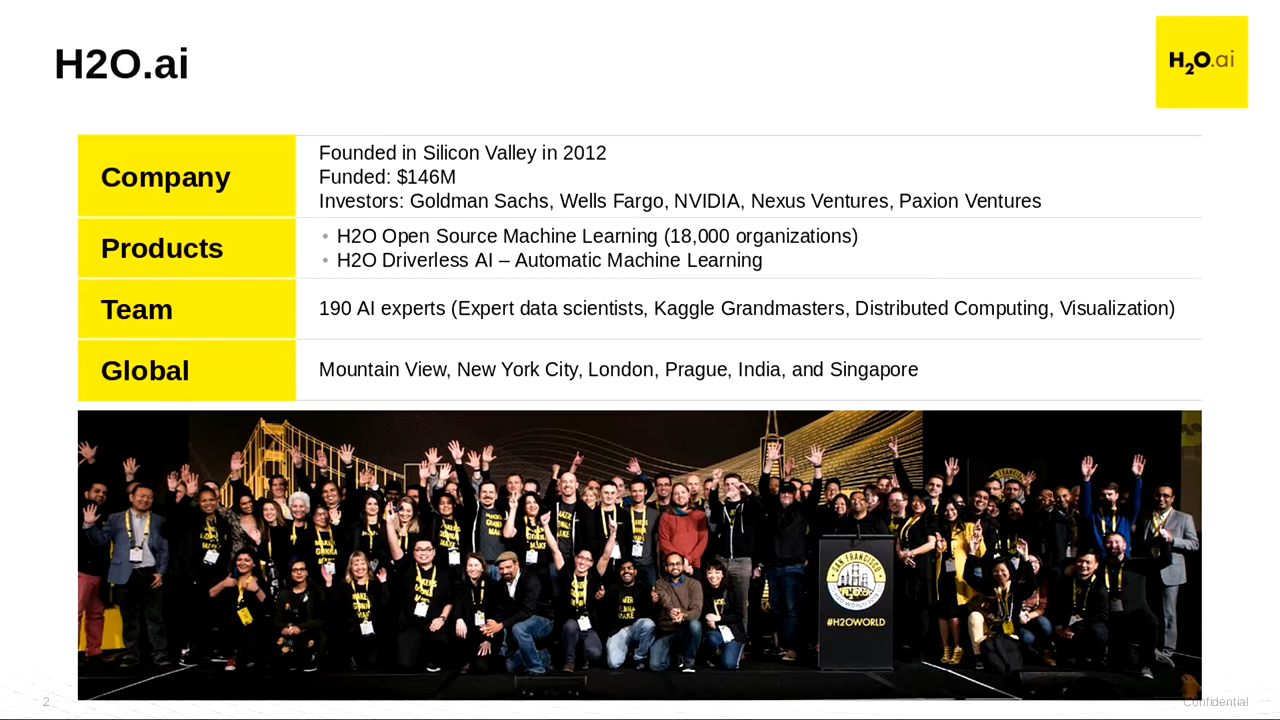 H2O.ai
H2O.ai
Company
Founded in Silicon Valley in 2012
Funded: $146M
Investors: Goldman Sachs, Wells Fargo, NVIDIA, Nexus Ventures, Paxion Ventures
Products
• H2O Open Source Machine Learning (18,000 organizations)
• H2O Driverless AI – Automatic Machine Learning
Team
190 AI experts (Expert data scientists, Kaggle Grandmasters, Distributed Computing, Visualization)
Global
Mountain View, New York City, London, Prague, India, and Singapore
SAN FRANCISCO
#H2OWORLD
2
Confidential